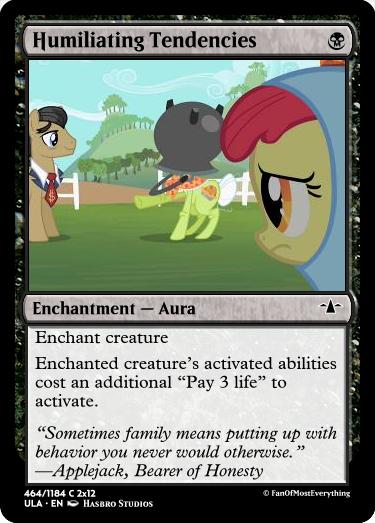 Humiliating Tendencies
Enchantment — Aura
Enchant creature
Enchanted creature's activated abilities
cost an additional “Pay 3 life” to
activate.
“Sometimes family means putting up with
behavior you never would otherwise.”
—Applejack, Bearer of Honesty
464/1184 C 2x12
ULA • EN Hasbro Studios
© FanOfMostEverything